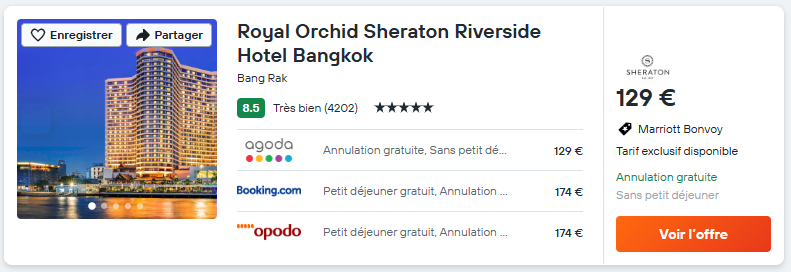 Enregistrer
Partager
Royal Orchid Sheraton Riverside
Hotel Bangkok
Bang Rak
8.5 Très bien (4202) ★★★★★
agoda Annulation gratuite, Sans petit dé... 129 €
Booking.com Petit déjeuner gratuit, Annulation ... 174 €
opodo Petit déjeuner gratuit, Annulation ... 174 €
SHERATON
129 €
Marriott Bonvoy
Tarif exclusif disponible
Annulation gratuite
Sans petit déjeuner
Voir l'offre